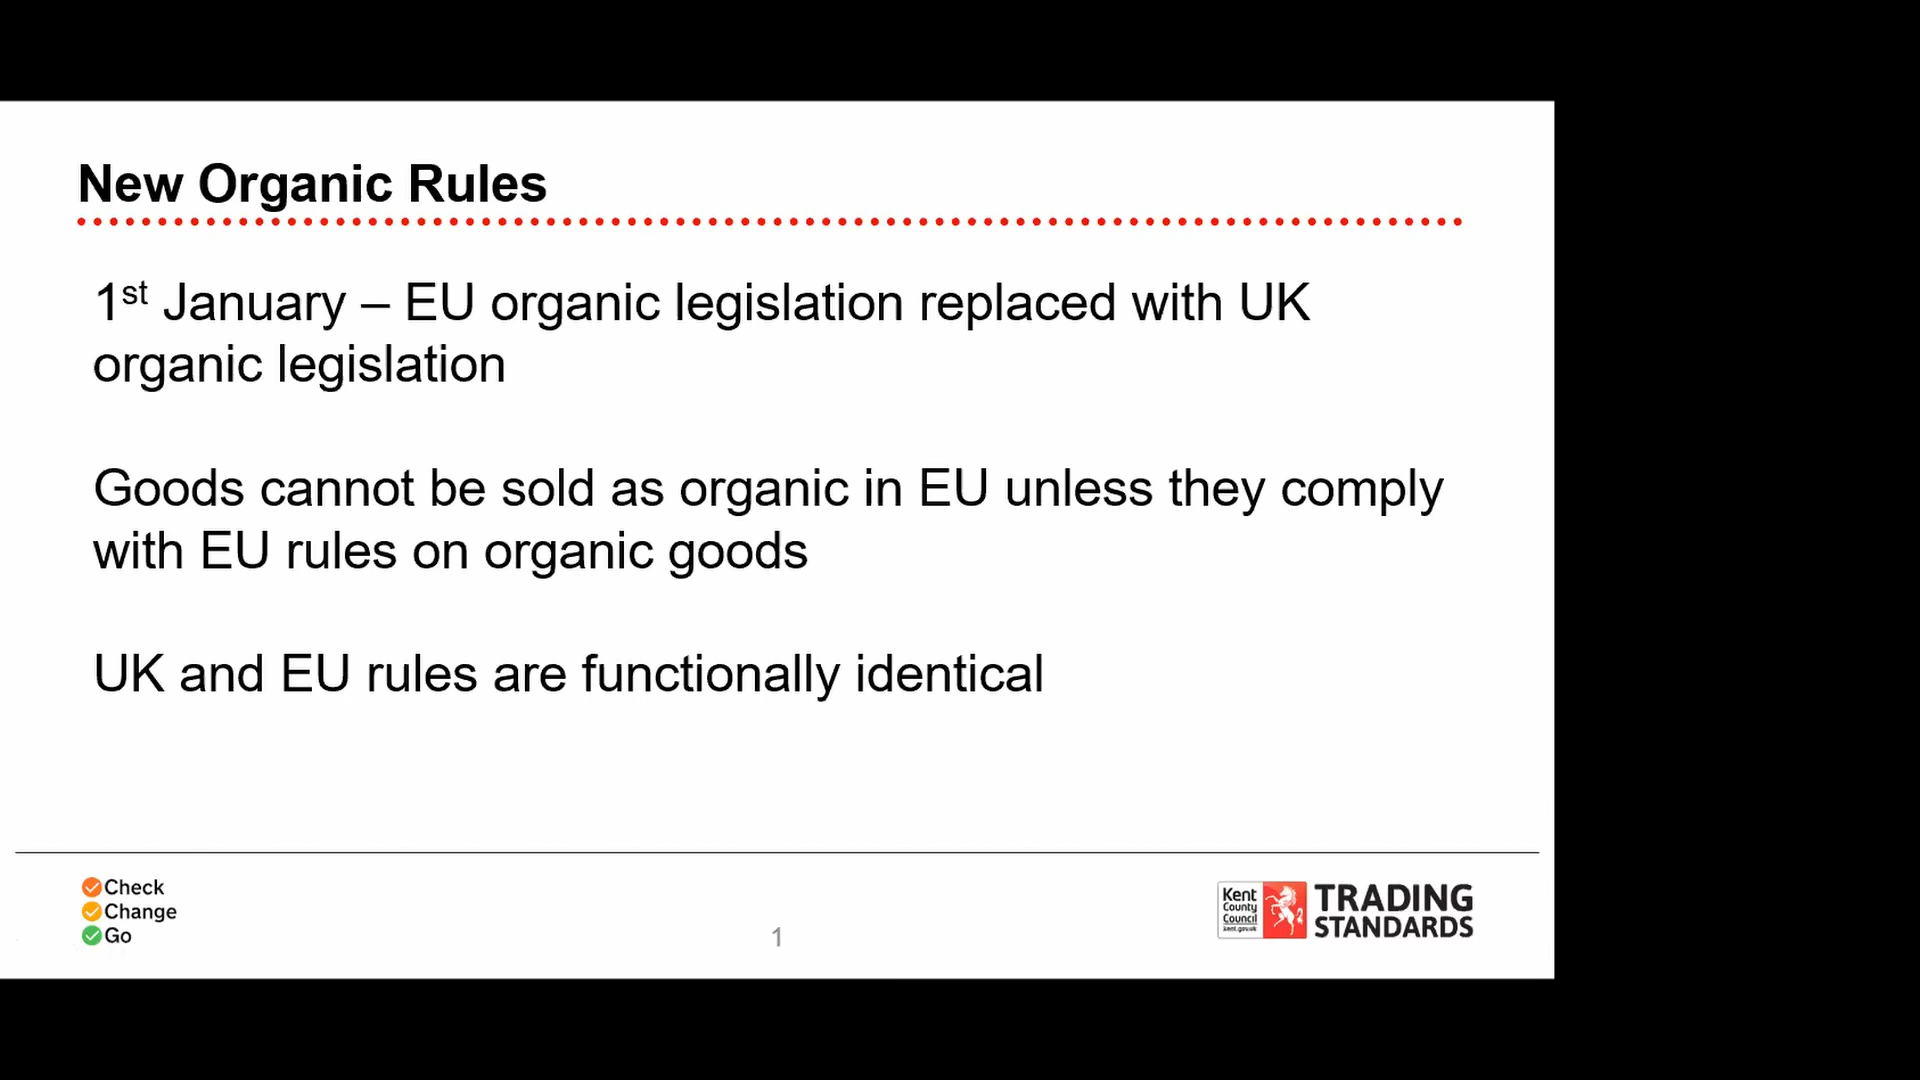 New Organic Rules
1st January – EU organic legislation replaced with UK
organic legislation
Goods cannot be sold as organic in EU unless they comply
with EU rules on organic goods
UK and EU rules are functionally identical
Check
Change
Go
1
Kent
County
Council
kent.gov.uk
TRADING
STANDARDS